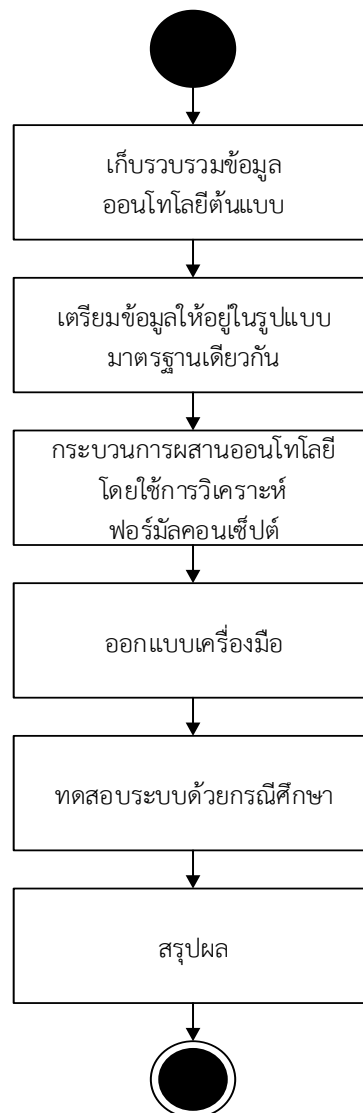 เก็บรวบรวมข้อมูล
ออนโทโลยีต้นแบบ
เตรียมข้อมูลให้อยู่ในรูปแบบ
มาตรฐานเดียวกัน
กระบวนการผสานออนโทโลยี
โดยใช้การวิเคราะห์
ฟอร์มัลคอนเซ็ปต์
ออกแบบเครื่องมือ
ทดสอบระบบด้วยกรณีศึกษา
สรุปผล